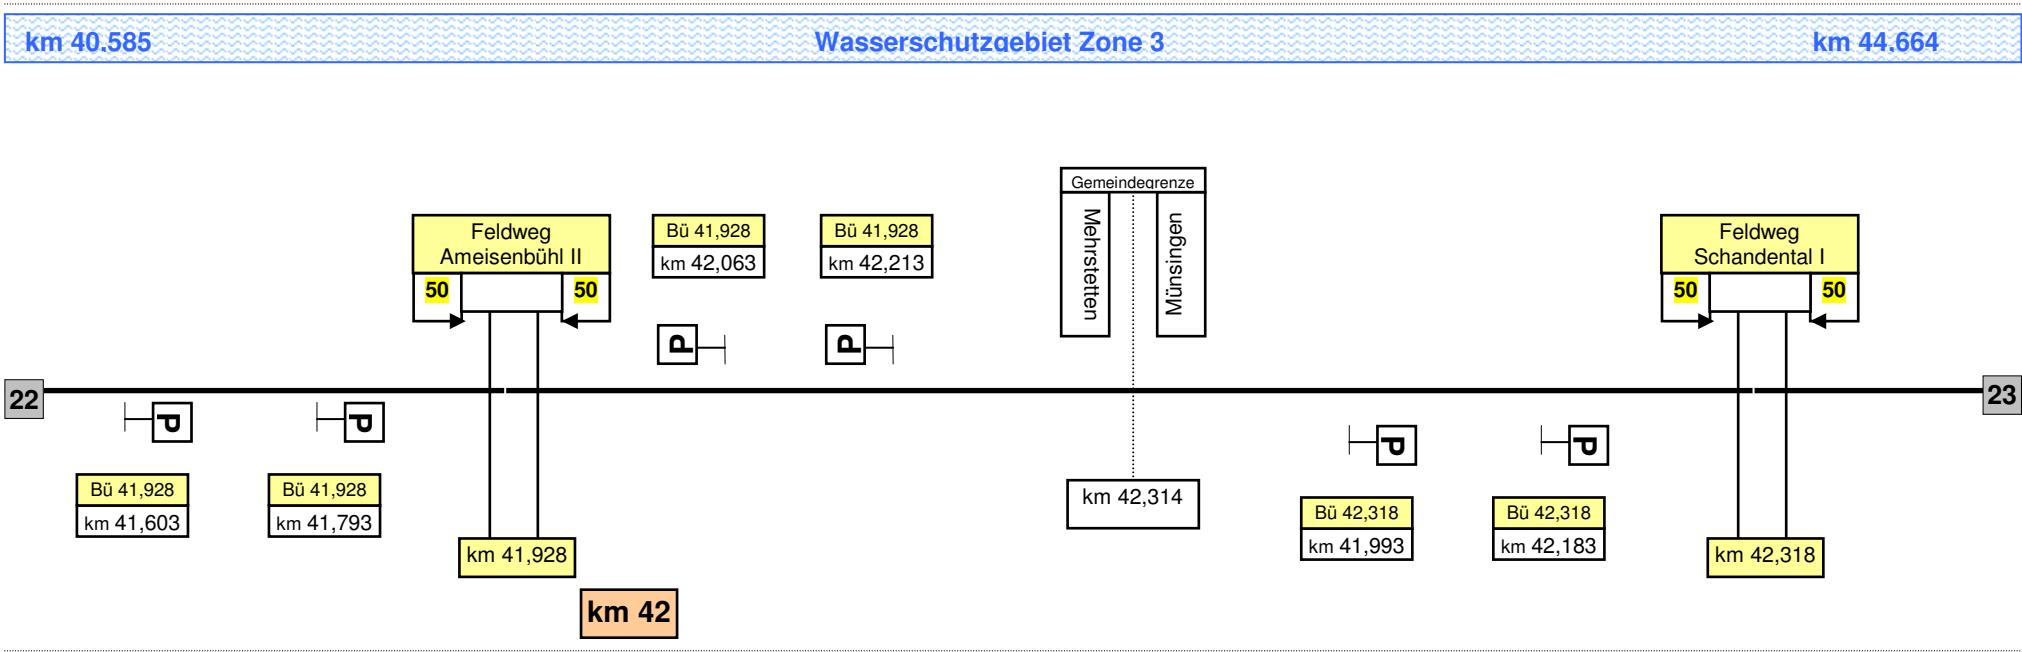 km 40.585 Wasserschutzgebiet Zone 3 km 44.664
Gemeindegrenze
Mehrstetten
Münsingen
Feldweg
Ameisenbühl II
50 50
Bü 41,928
km 42,063
Bü 41,928
km 42,213
Feldweg
Schandental I
50 50
P
P
22
23
P
P
P
P
Bü 41,928
km 41,603
Bü 41,928
km 41,793
km 41,928
km 42
km 42,314
Bü 42,318
km 41,993
Bü 42,318
km 42,183
km 42,318